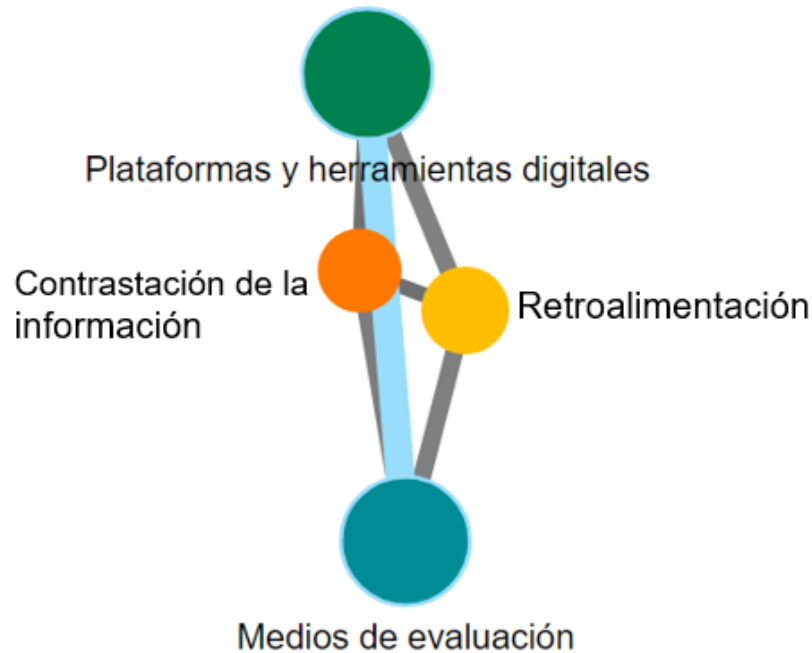 Plataformas y herramientas digitales
Contrastación de la
información
Retroalimentación
Medios de evaluación